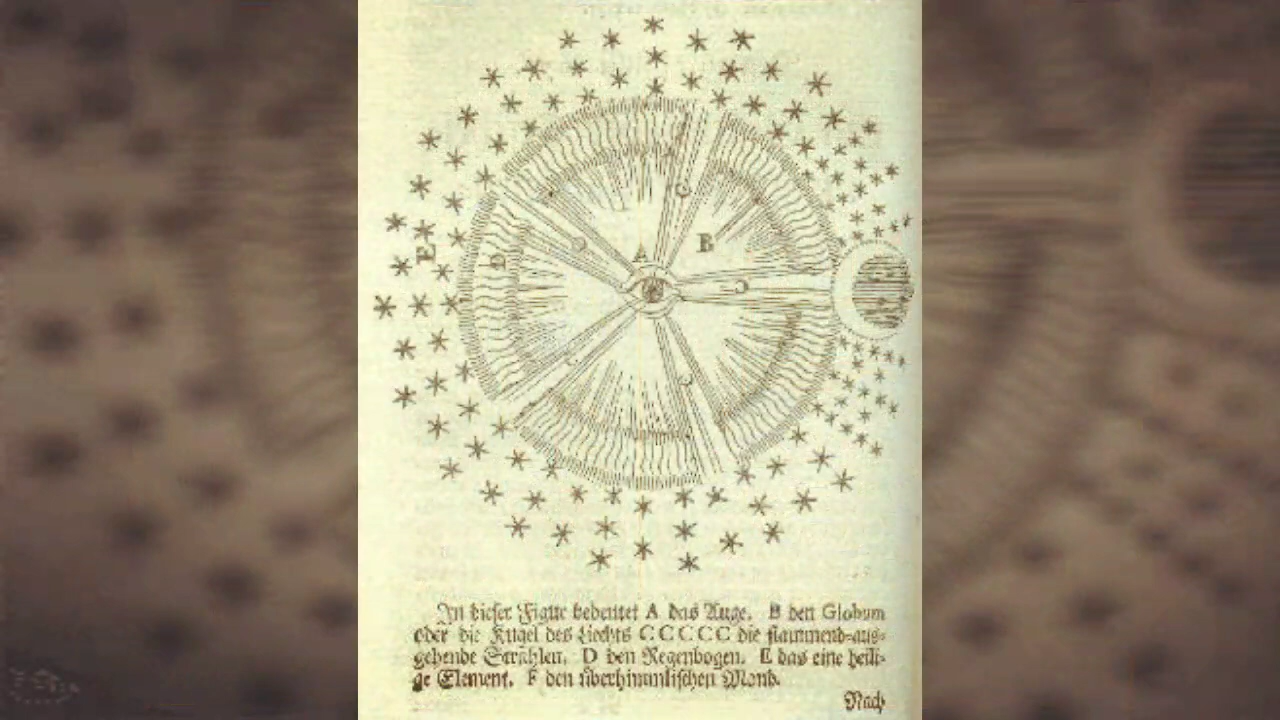 A
B
C
C
C
C
C
D
E
In dieser Figur bedeutet A das Auge. B den Globum
oder die Kugel des Liechts CCCCC die flammend-aus-
gehende Strahlen. D den Regenbogen. E das eine heili-
ge Element. F den überhimmlischen Mond.
Nach